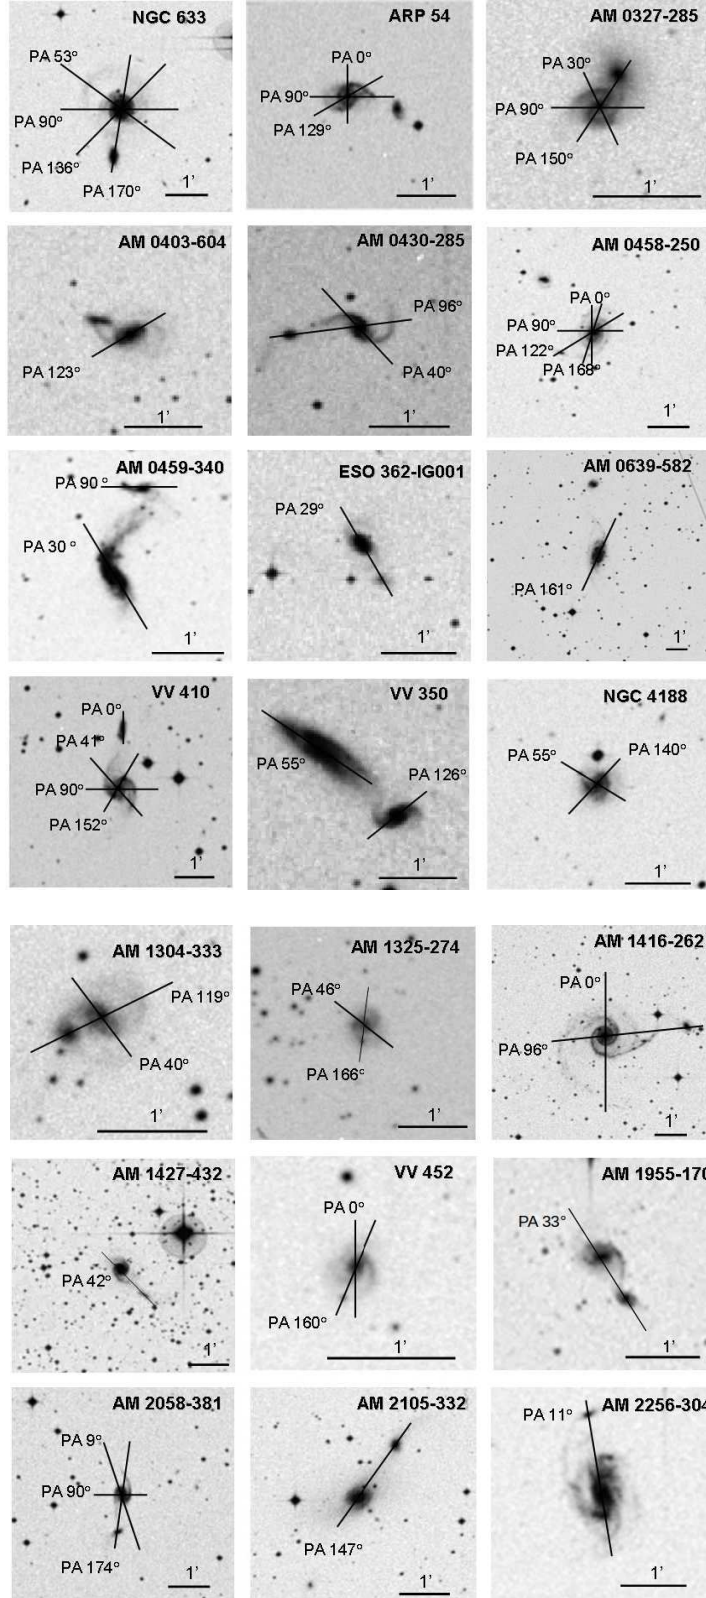 NGC 633
PA 53°
PA 90°
PA 136°
PA 170°
1'
ARP 54
PA 0°
PA 90°
PA 129°
1'
AM 0327-285
PA 30°
PA 90°
PA 150°
1'
AM 0403-604
PA 123°
1'
AM 0430-285
PA 96°
PA 40°
1'
AM 0458-250
PA 0°
PA 90°
PA 122°
PA 168°
1'
AM 0459-340
PA 90°
PA 30°
1'
ESO 362-IG001
PA 29°
1'
AM 0639-582
PA 161°
1'
VV 410
PA 0°
PA 41°
PA 90°
PA 152°
1'
VV 350
PA 55°
PA 126°
1'
NGC 4188
PA 55°
PA 140°
1'
AM 1304-333
PA 119°
PA 40°
1'
AM 1325-274
PA 46°
PA 166°
1'
AM 1416-262
PA 0°
PA 96°
1'
AM 1427-432
PA 42°
1'
VV 452
PA 0°
PA 160°
1'
AM 1955-170
PA 33°
1'
AM 2058-381
PA 9°
PA 90°
PA 174°
1'
AM 2105-332
PA 147°
1'
AM 2256-304
PA 11°
1'